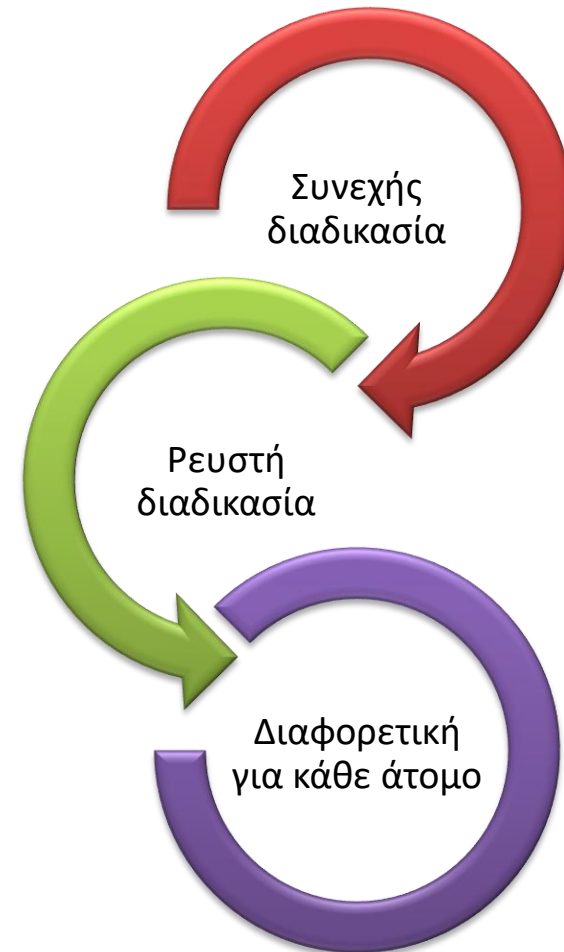 Συνεχής
διαδικασία
Ρευστή
διαδικασία
Διαφορετική
για κάθε άτομο